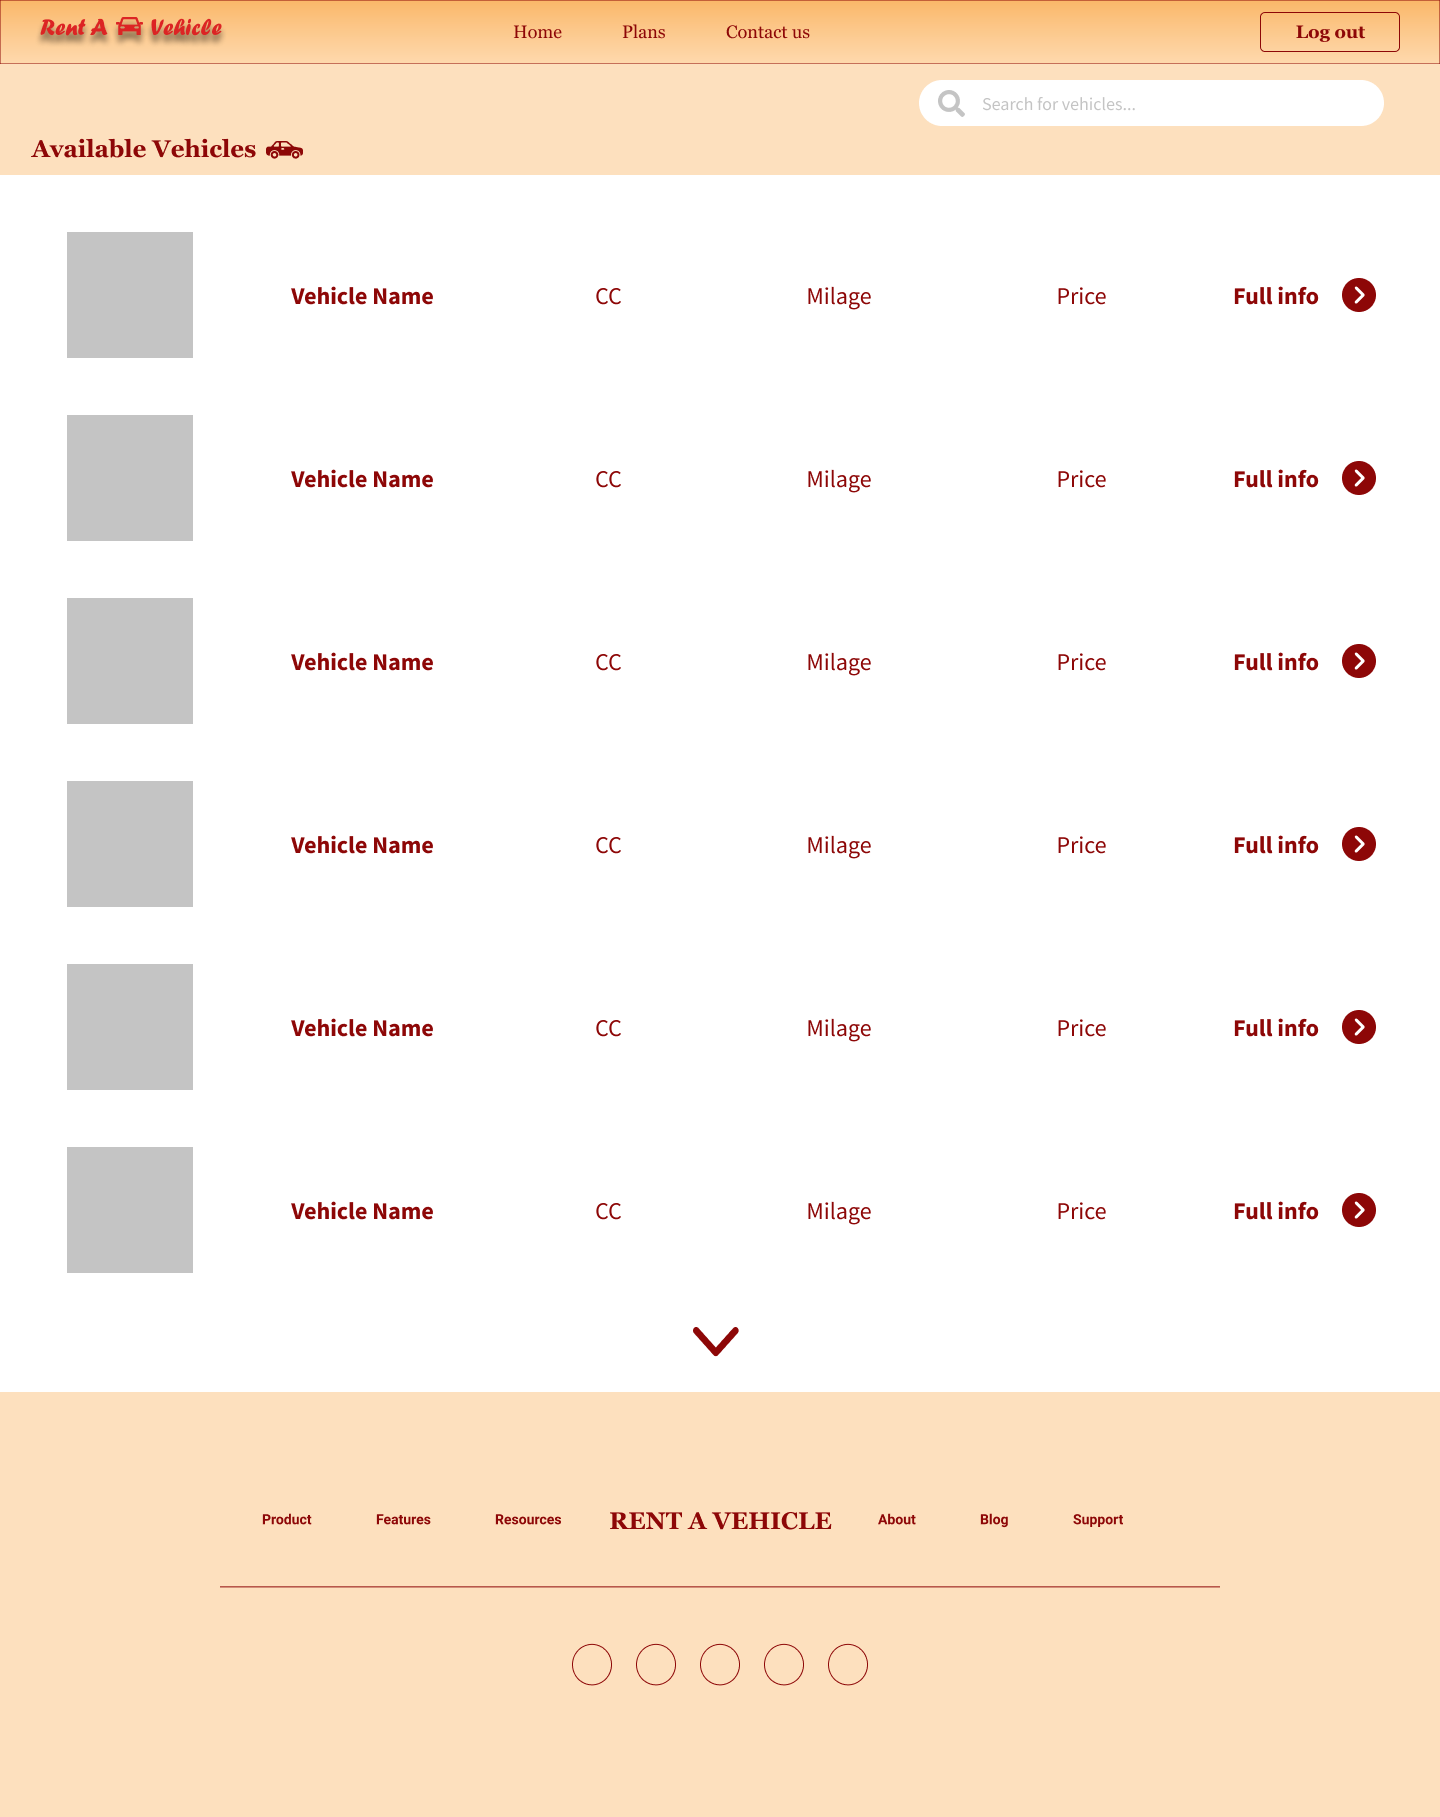 Rent A Vehicle
Home Plans Contact us
Log out
Search for vehicles...
Available Vehicles
Vehicle Name CC Milage Price Full info
Vehicle Name CC Milage Price Full info
Vehicle Name CC Milage Price Full info
Vehicle Name CC Milage Price Full info
Vehicle Name CC Milage Price Full info
Vehicle Name CC Milage Price Full info
Product Features Resources RENT A VEHICLE About Blog Support